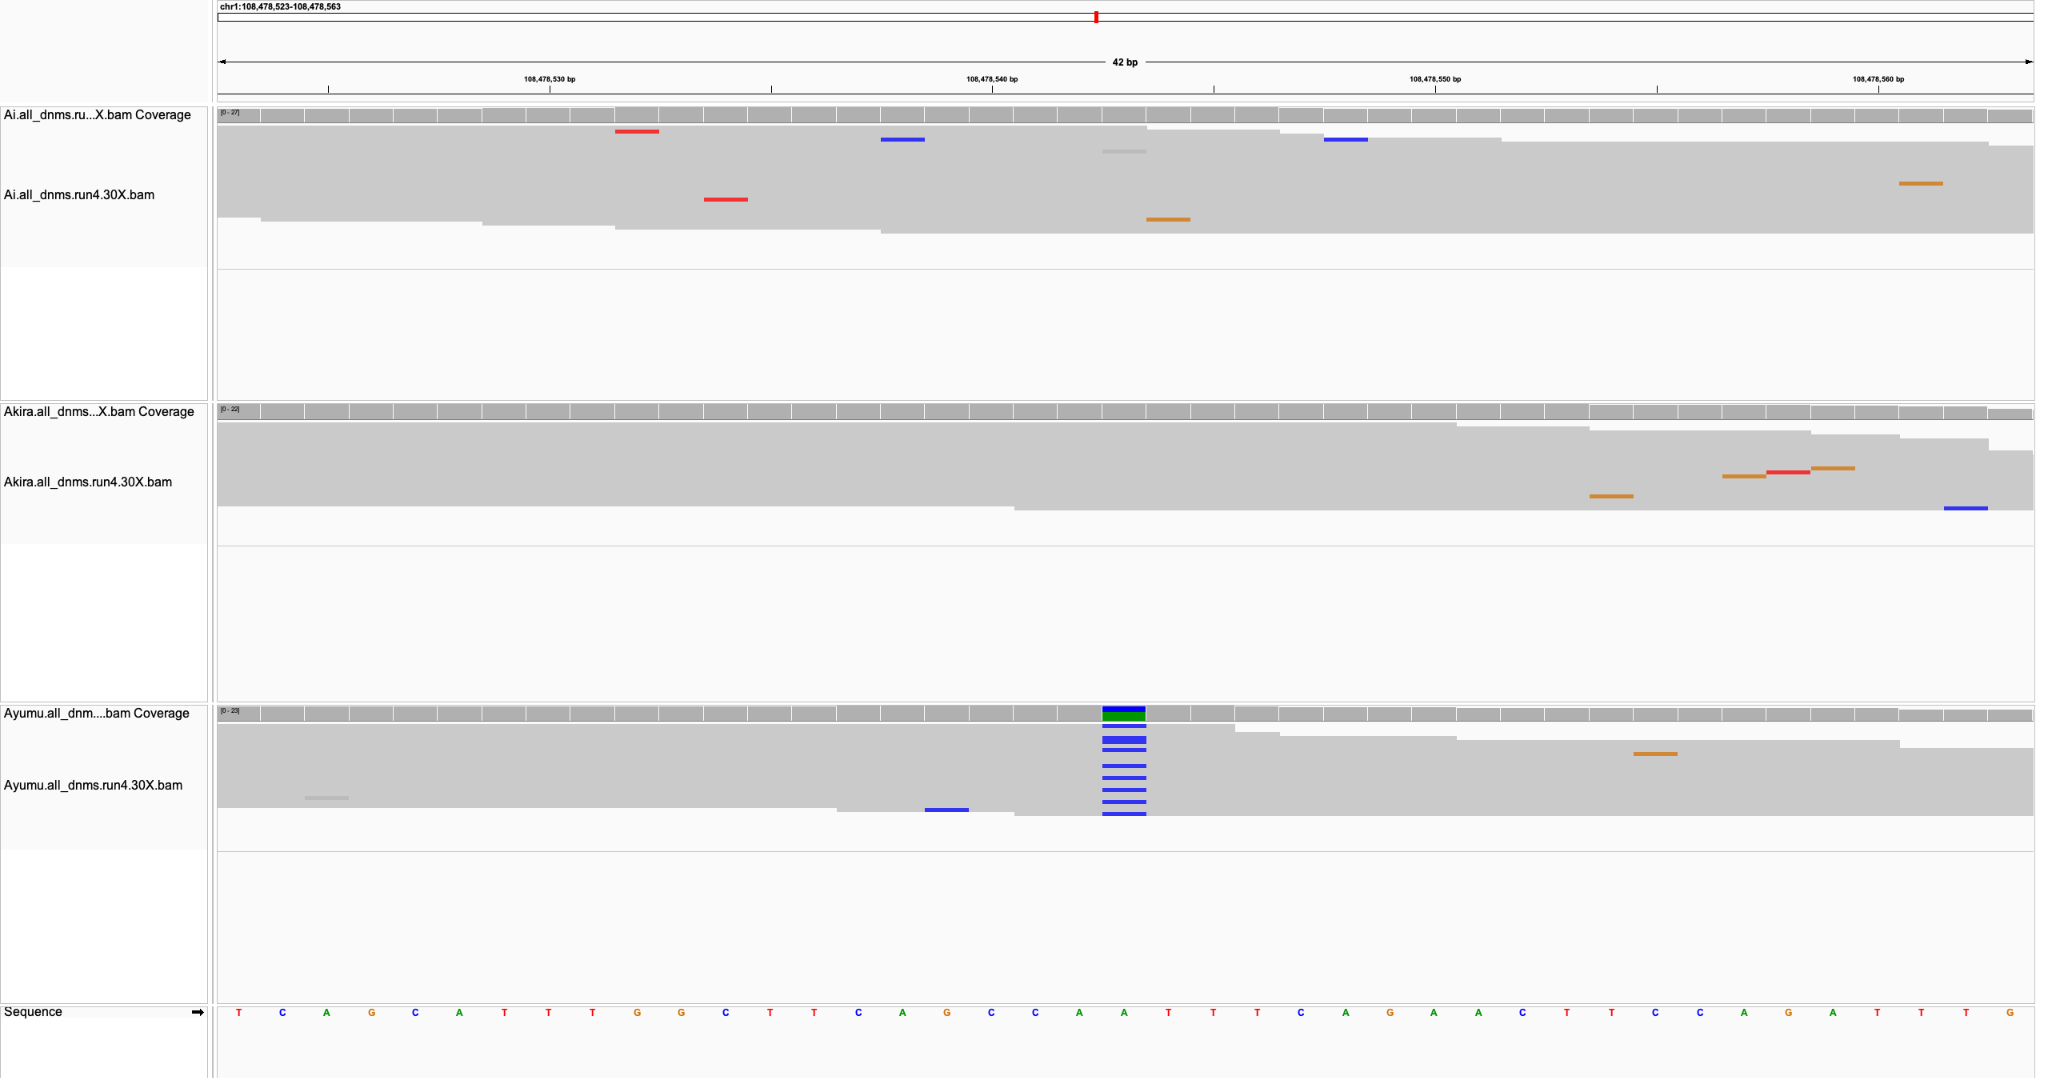 chr1:108,478,523-108,478,563
42 bp
108,478,530 bp 108,478,540 bp 108,478,550 bp 108,478,560 bp
Ai.all_dnms.ru...X.bam Coverage
[0 - 27]
Ai.all_dnms.run4.30X.bam
Akira.all_dnms...X.bam Coverage
[0 - 22]
Akira.all_dnms.run4.30X.bam
Ayumu.all_dnm....bam Coverage
[0 - 23]
Ayumu.all_dnms.run4.30X.bam
Sequence
T C A G C A T T T G G C T T C A G C C A A T T T C A G A A C T T C C A G A T T T G